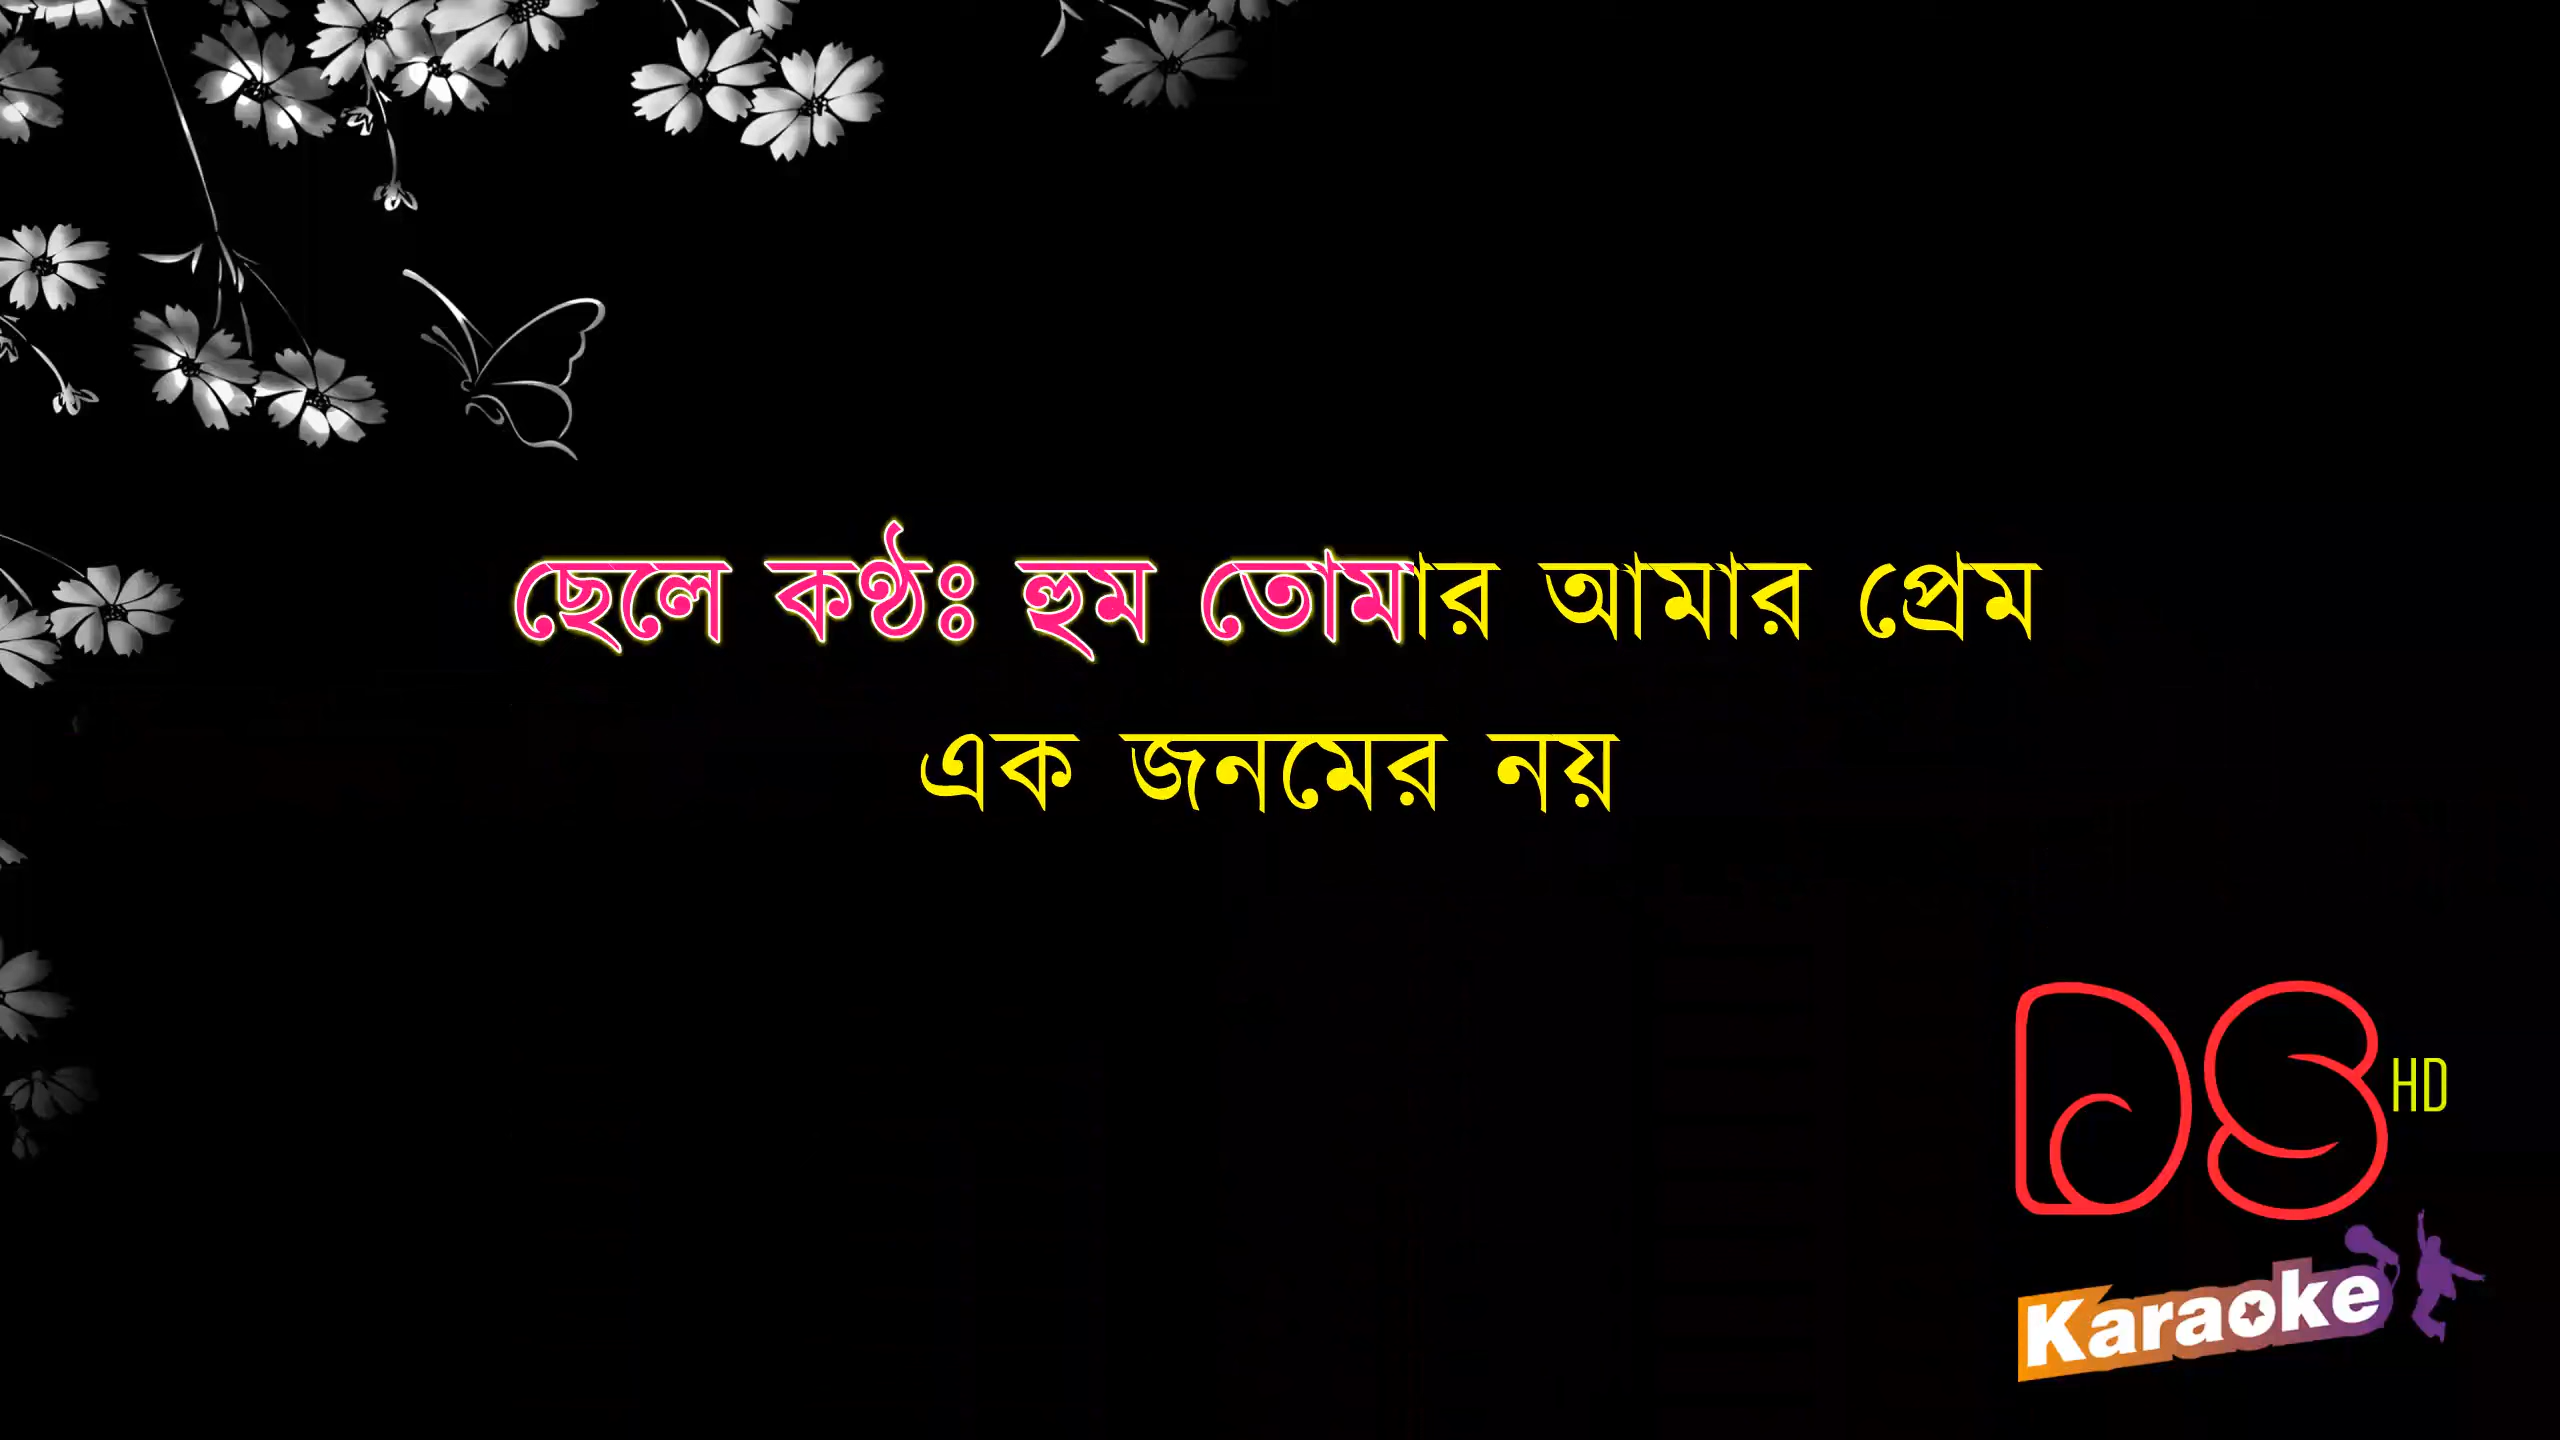 ছেলে কণ্ঠঃ হুম তোমার আমার প্রেম
এক জনমের নয়
DS HD
Karaoke